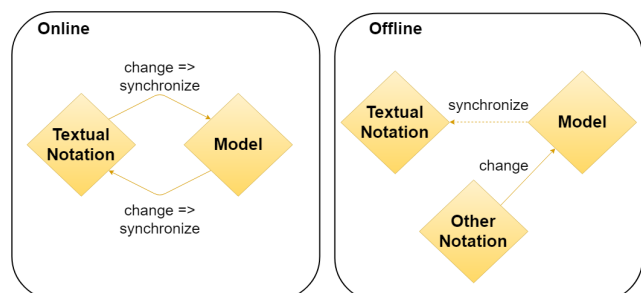 Online
change =>
synchronize
Textual
Notation
Model
change =>
synchronize
Offline
Textual
Notation
synchronize
Model
change
Other
Notation